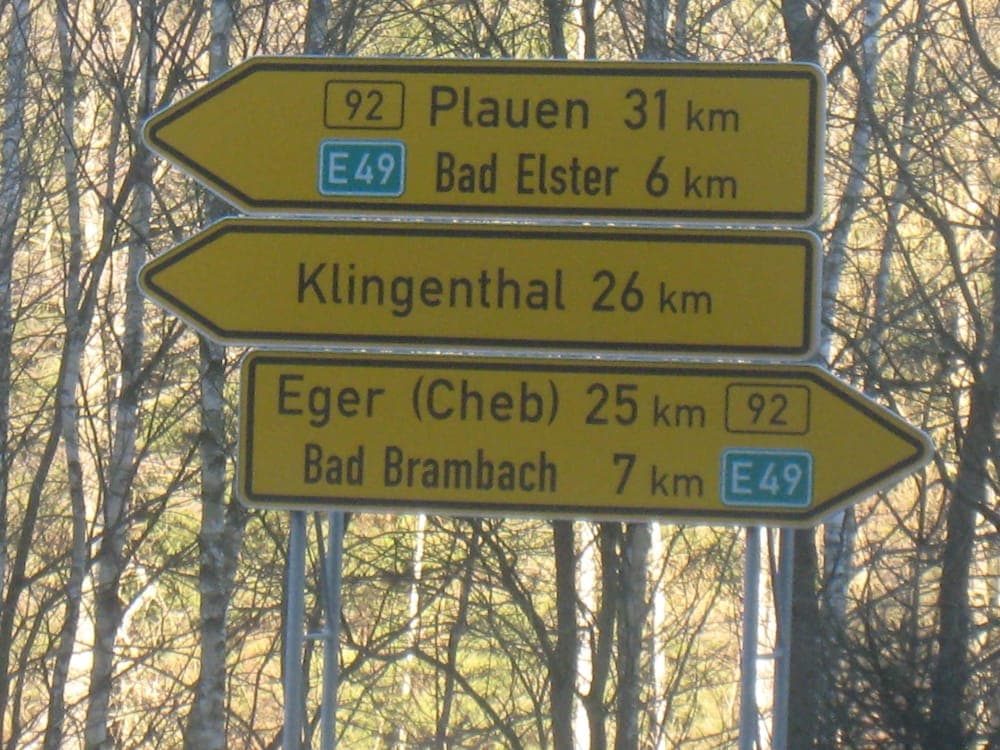 92 Plauen 31 km
E49 Bad Elster 6 km
Klingenthal 26 km
Eger (Cheb) 25 km 92
Bad Brambach 7 km E49